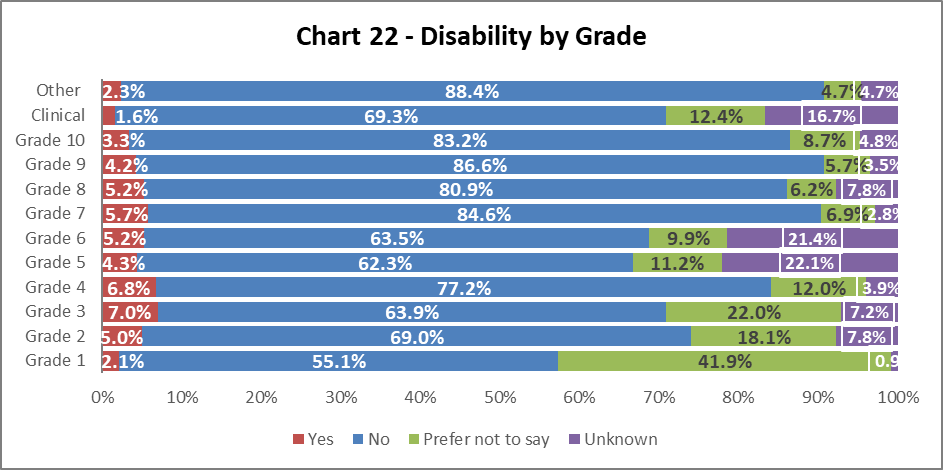 Chart 22 - Disability by Grade
Other 2.3% 88.4% 4.7% 4.7%
Clinical 1.6% 69.3% 12.4% 16.7%
Grade 10 3.3% 83.2% 8.7% 4.8%
Grade 9 4.2% 86.6% 5.7% 3.5%
Grade 8 5.2% 80.9% 6.2% 7.8%
Grade 7 5.7% 84.6% 6.9% 2.8%
Grade 6 5.2% 63.5% 9.9% 21.4%
Grade 5 4.3% 62.3% 11.2% 22.1%
Grade 4 6.8% 77.2% 12.0% 3.9%
Grade 3 7.0% 63.9% 22.0% 7.2%
Grade 2 5.0% 69.0% 18.1% 7.8%
Grade 1 2.1% 55.1% 41.9% 0.9
0% 10% 20% 30% 40% 50% 60% 70% 80% 90% 100%
Yes No Prefer not to say Unknown